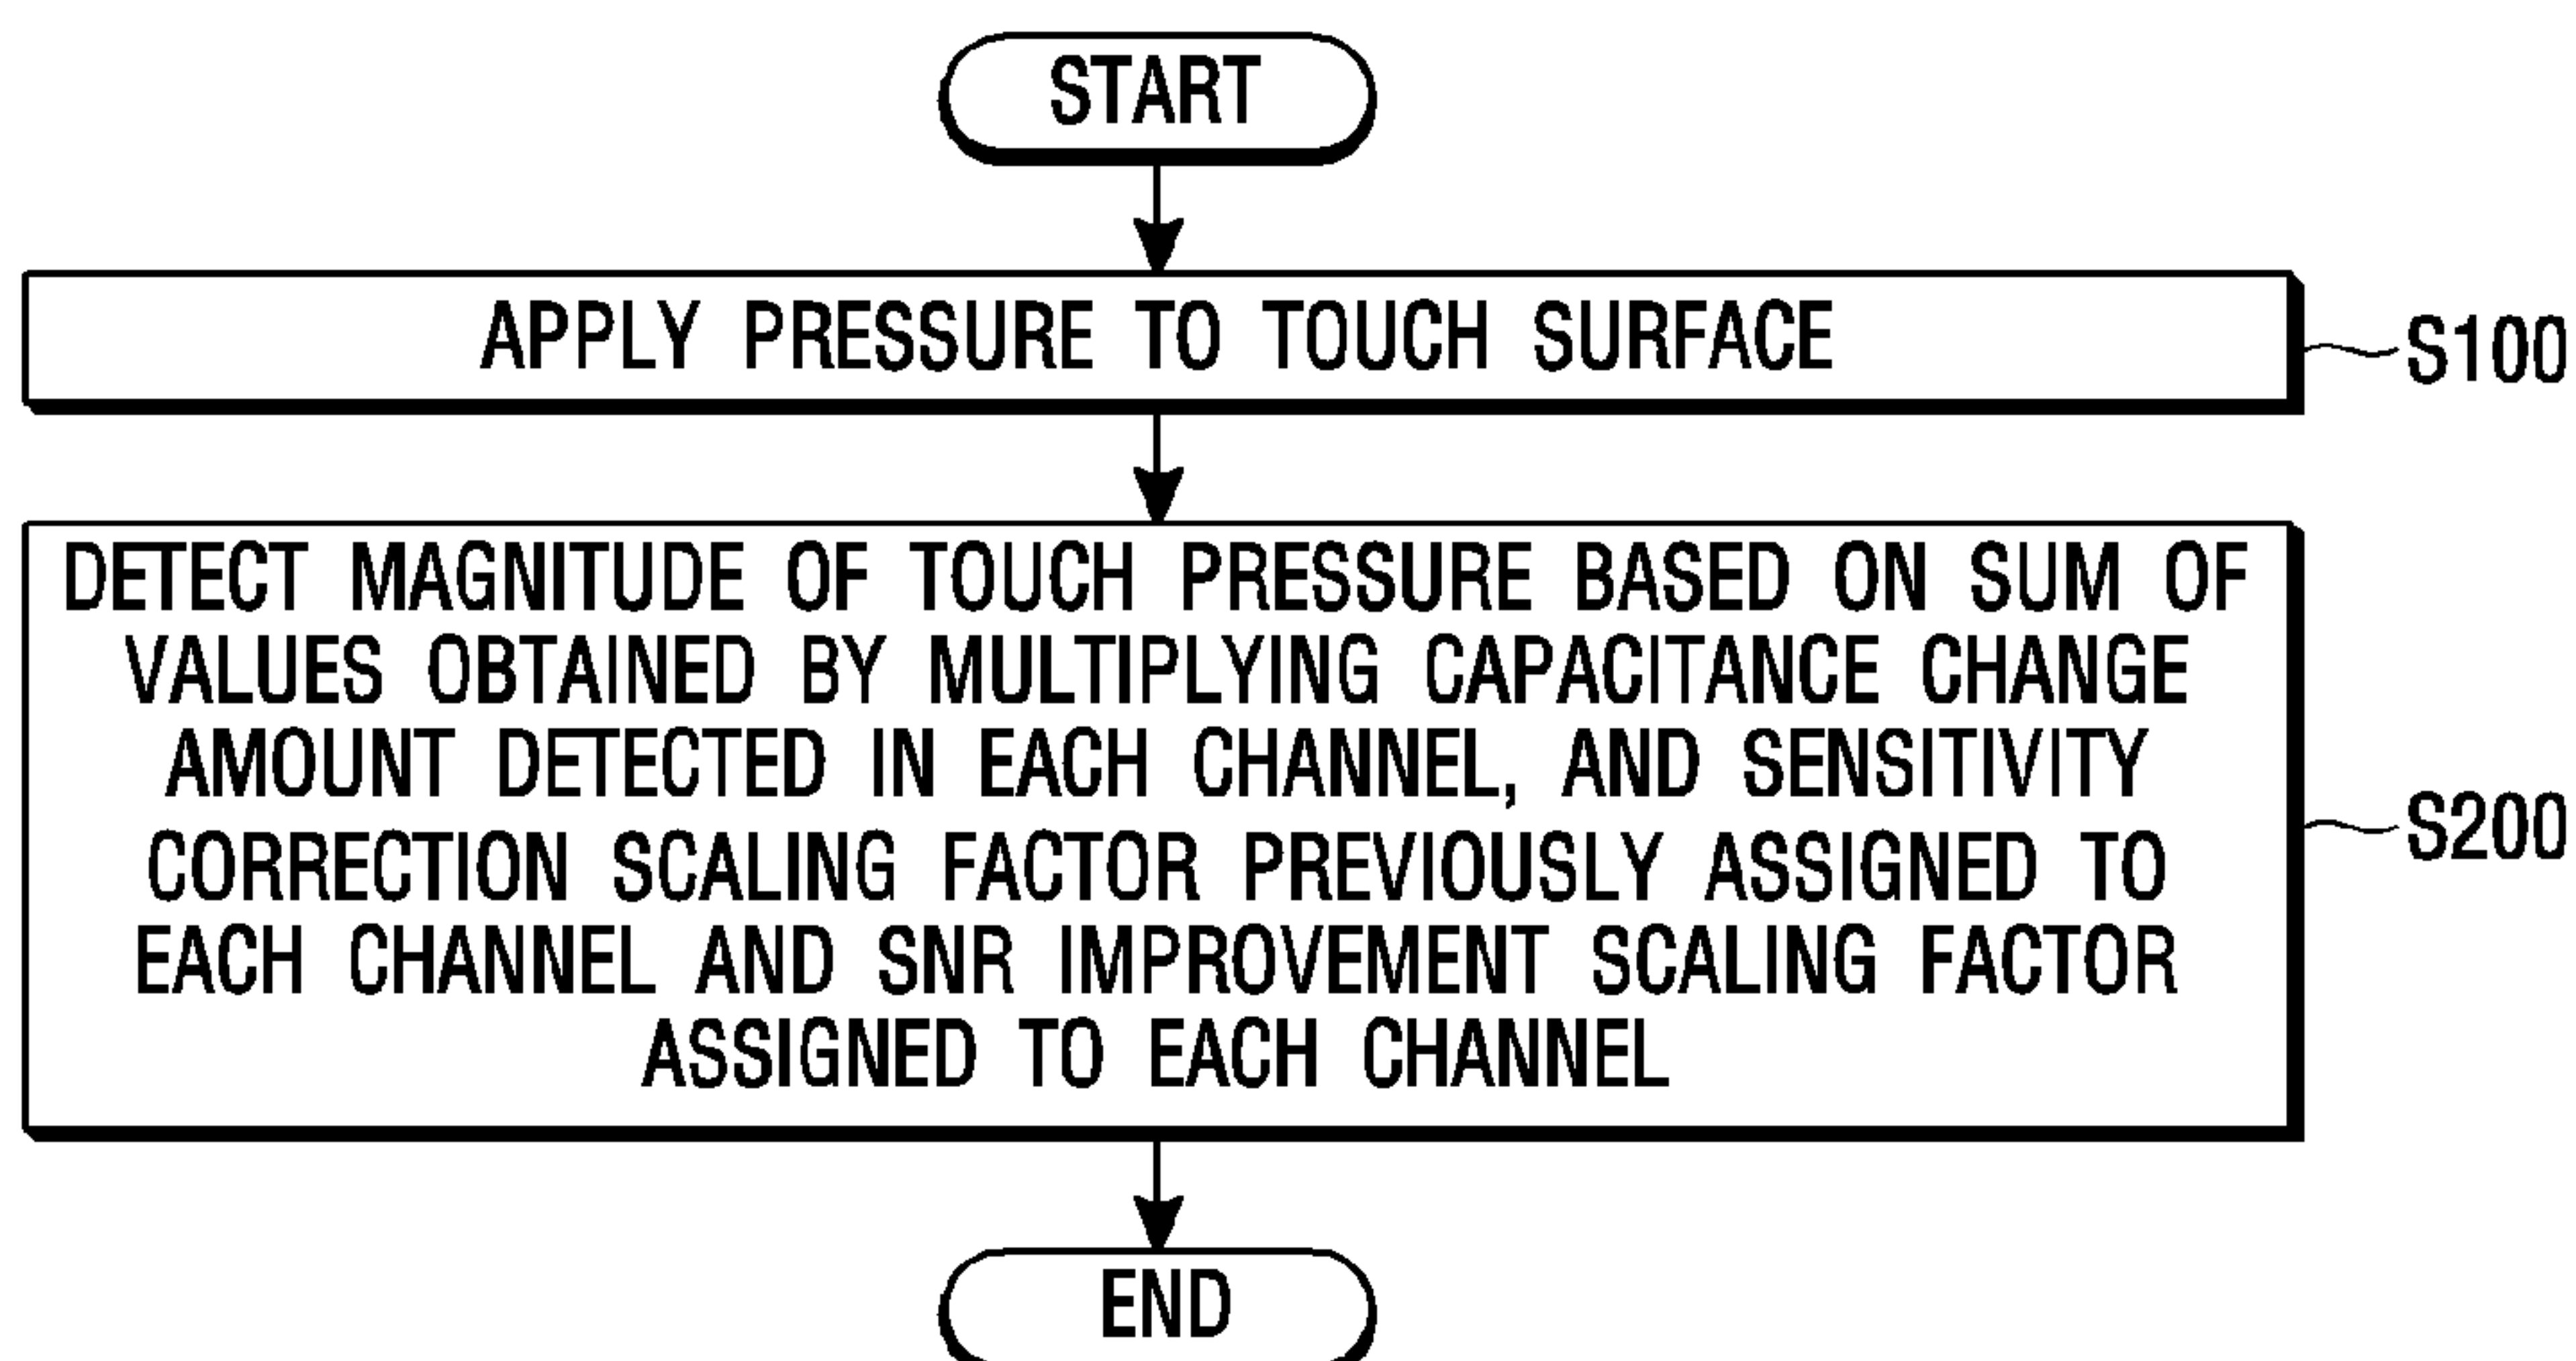 START
APPLY PRESSURE TO TOUCH SURFACE
S100
DETECT MAGNITUDE OF TOUCH PRESSURE BASED ON SUM OF
VALUES OBTAINED BY MULTIPLYING CAPACITANCE CHANGE
AMOUNT DETECTED IN EACH CHANNEL, AND SENSITIVITY
CORRECTION SCALING FACTOR PREVIOUSLY ASSIGNED TO
EACH CHANNEL AND SNR IMPROVEMENT SCALING FACTOR
ASSIGNED TO EACH CHANNEL
S200
END